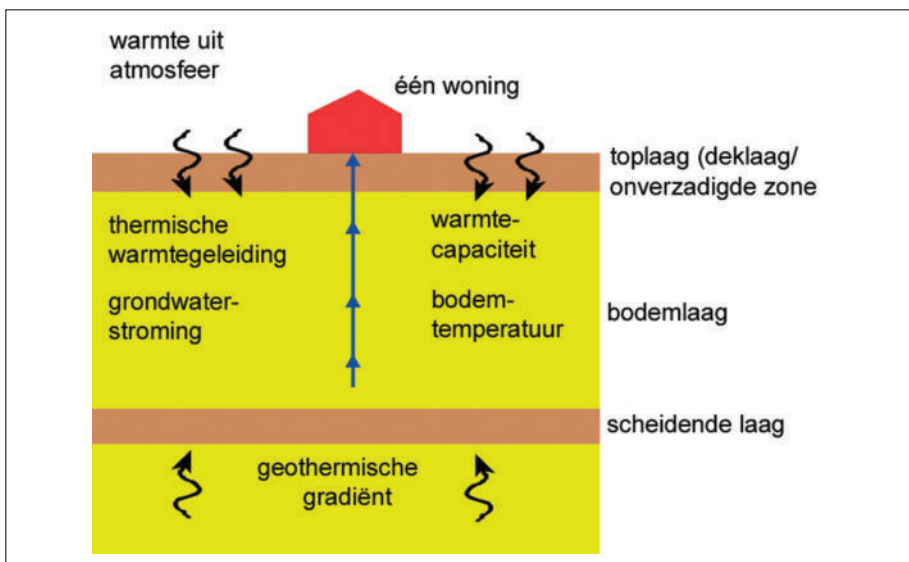 warmte uit
atmosfeer
één woning
toplaag (deklaag/
onverzadigde zone
thermische
warmtegeleiding
warmte-
capaciteit
grondwater-
stroming
bodem-
temperatuur
bodemlaag
scheidende laag
geothermische
gradiënt